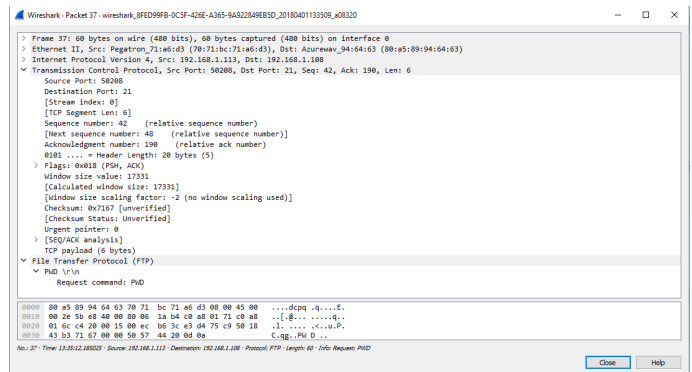 Wireshark · Packet 37 · wireshark_8FED99FB-0C5F-426E-A365-9A922849EB5D_20180401133509_a08320
Frame 37: 60 bytes on wire (480 bits), 60 bytes captured (480 bits) on interface 0
Ethernet II, Src: Pegatron_71:a6:d3 (70:71:bc:71:a6:d3), Dst: Azurewav_94:64:63 (80:a5:89:94:64:63)
Internet Protocol Version 4, Src: 192.168.1.113, Dst: 192.168.1.108
Transmission Control Protocol, Src Port: 50208, Dst Port: 21, Seq: 42, Ack: 190, Len: 6
Source Port: 50208
Destination Port: 21
[Stream index: 0]
[TCP Segment Len: 6]
Sequence number: 42 (relative sequence number)
[Next sequence number: 48 (relative sequence number)]
Acknowledgment number: 190 (relative ack number)
0101 .... = Header Length: 20 bytes (5)
Flags: 0x018 (PSH, ACK)
Window size value: 17331
[Calculated window size: 17331]
[Window size scaling factor: -2 (no window scaling used)]
Checksum: 0x7167 [unverified]
[Checksum Status: Unverified]
Urgent pointer: 0
[SEQ/ACK analysis]
TCP payload (6 bytes)
File Transfer Protocol (FTP)
PWD \r\n
Request command: PWD
0000 80 a5 89 94 64 63 70 71 bc 71 a6 d3 08 00 45 00 ....dcpq .q....E.
0010 00 2e 5b e8 40 00 80 06 1a b4 c0 a8 01 71 c0 a8 ..[.@... .....q..
0020 01 6c c4 20 00 15 00 ec b6 3c e3 d4 75 c9 50 18 .l. .... .<..u.P.
0030 43 b3 71 67 00 00 50 57 44 20 0d 0a C.qg..PW D ..
No.: 37 · Time: 13:35:12,185025 · Source: 192.168.1.113 · Destination: 192.168.1.108 · Protocol: FTP · Length: 60 · Info: Request: PWD
Close Help